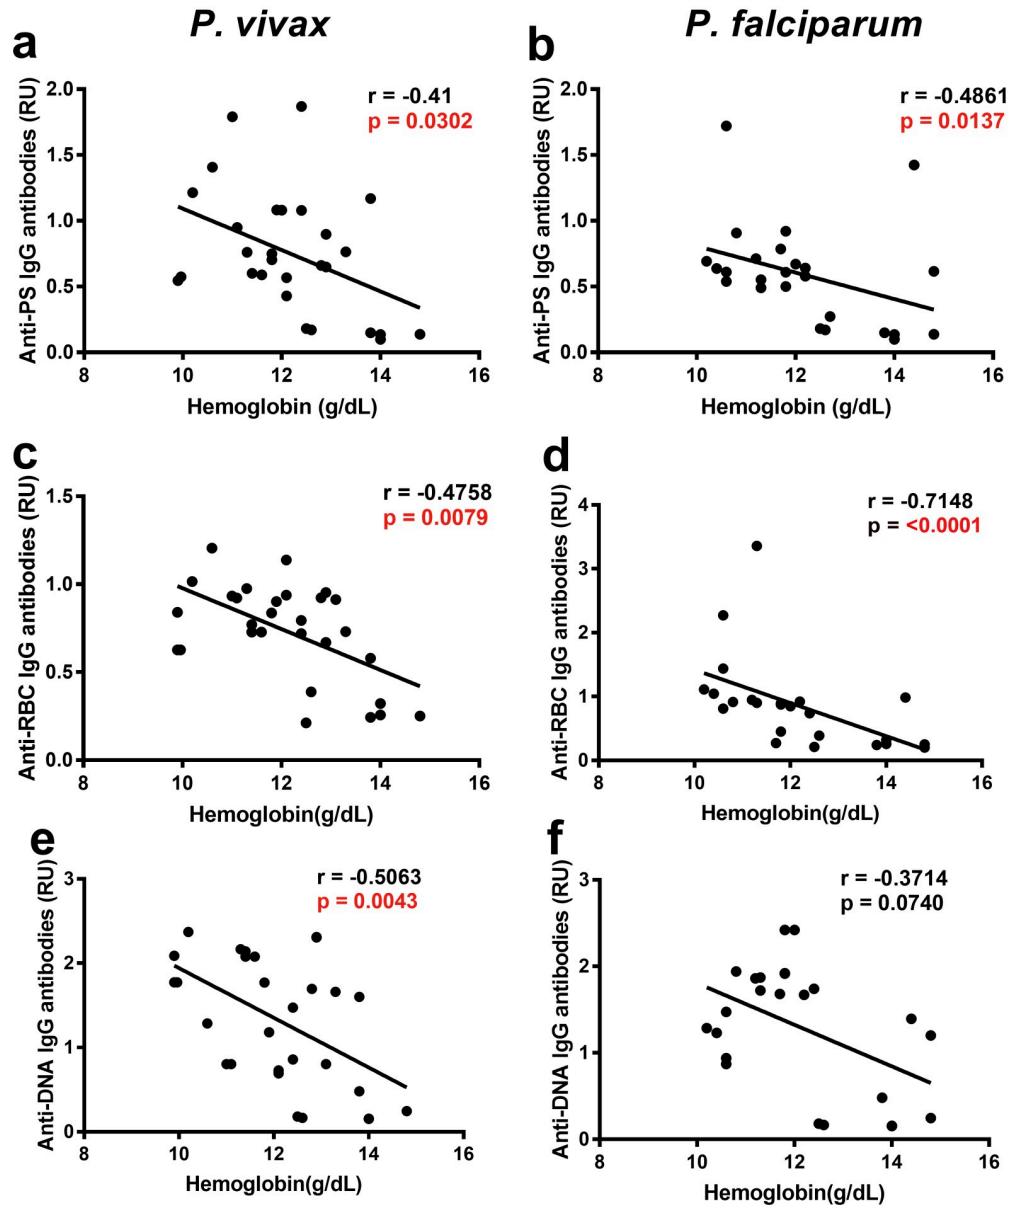 P. vivax
P. falciparum
a
Anti-PS IgG antibodies (RU)
2.0
1.5
1.0
0.5
0.0
r = -0.41
p = 0.0302
8 10 12 14 16
Hemoglobin (g/dL)
b
Anti-PS IgG antibodies (RU)
2.0
1.5
1.0
0.5
0.0
r = -0.4861
p = 0.0137
8 10 12 14 16
Hemoglobin (g/dL)
c
Anti-RBC IgG antibodies (RU)
1.5
1.0
0.5
0.0
r = -0.4758
p = 0.0079
8 10 12 14 16
Hemoglobin(g/dL)
d
Anti-RBC IgG antibodies (RU)
4
3
2
1
0
r = -0.7148
p = <0.0001
8 10 12 14 16
Hemoglobin(g/dL)
e
Anti-DNA IgG antibodies (RU)
3
2
1
0
r = -0.5063
p = 0.0043
8 10 12 14 16
Hemoglobin(g/dL)
f
Anti-DNA IgG antibodies (RU)
3
2
1
0
r = -0.3714
p = 0.0740
8 10 12 14 16
Hemoglobin(g/dL)